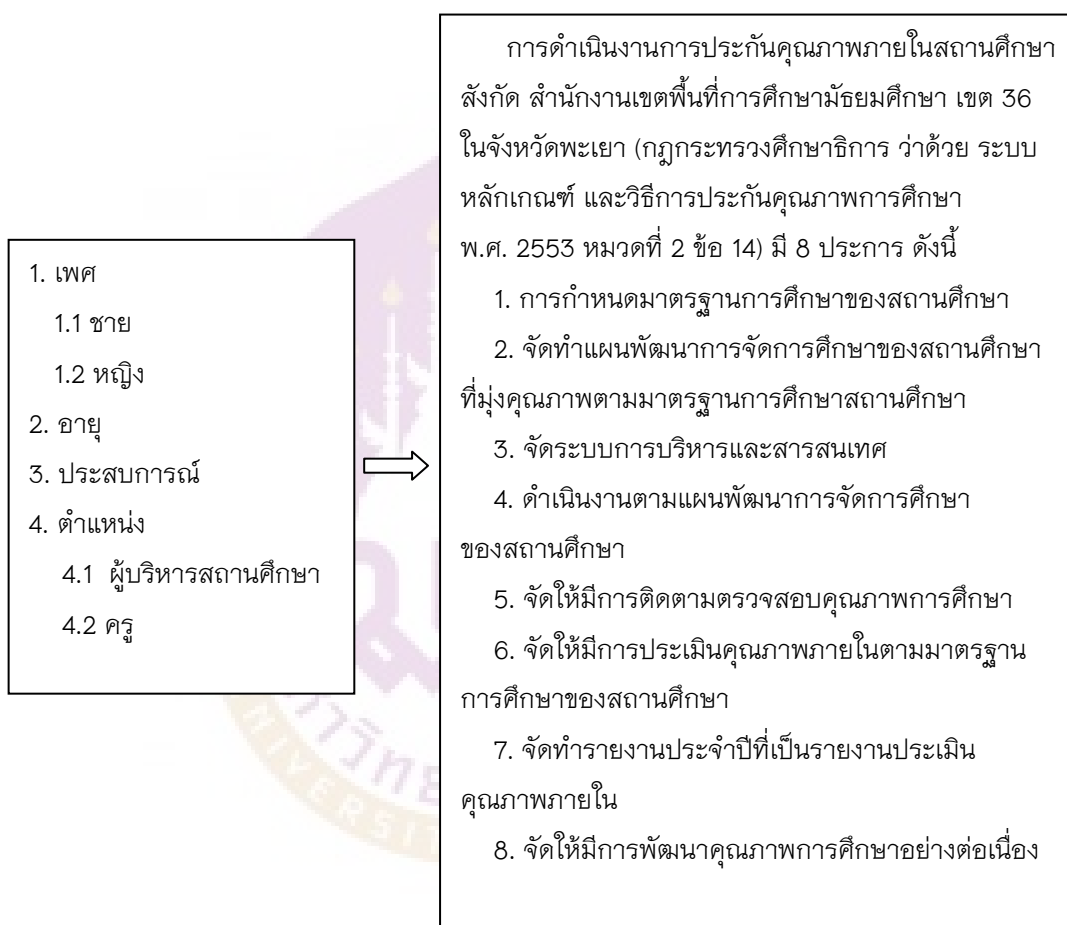 1. เพศ
1.1 ชาย
1.2 หญิง
2. อายุ
3. ประสบการณ์
4. ตำแหน่ง
4.1 ผู้บริหารสถานศึกษา
4.2 ครู
การดำเนินงานการประกันคุณภาพภายในสถานศึกษา
สังกัด สำนักงานเขตพื้นที่การศึกษามัธยมศึกษา เขต 36
ในจังหวัดพะเยา (กฎกระทรวงศึกษาธิการ ว่าด้วย ระบบ
หลักเกณฑ์ และวิธีการประกันคุณภาพการศึกษา
พ.ศ. 2553 หมวดที่ 2 ข้อ 14) มี 8 ประการ ดังนี้
1. การกำหนดมาตรฐานการศึกษาของสถานศึกษา
2. จัดทำแผนพัฒนาการจัดการศึกษาของสถานศึกษา
ที่มุ่งคุณภาพตามมาตรฐานการศึกษาสถานศึกษา
3. จัดระบบการบริหารและสารสนเทศ
4. ดำเนินงานตามแผนพัฒนาการจัดการศึกษา
ของสถานศึกษา
5. จัดให้มีการติดตามตรวจสอบคุณภาพการศึกษา
6. จัดให้มีการประเมินคุณภาพภายในตามมาตรฐาน
การศึกษาของสถานศึกษา
7. จัดทำรายงานประจำปีที่เป็นรายงานประเมิน
คุณภาพภายใน
8. จัดให้มีการพัฒนาคุณภาพการศึกษาอย่างต่อเนื่อง